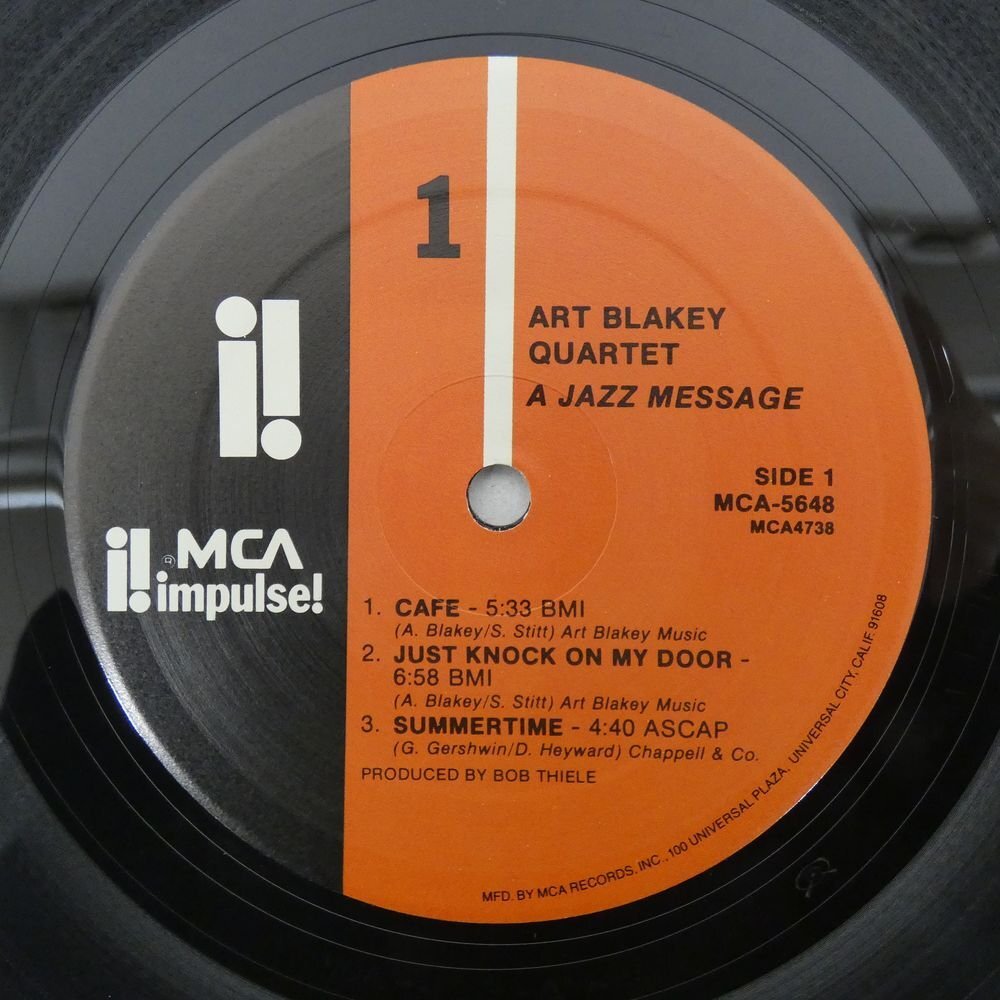 1
ART BLAKEY
QUARTET
A JAZZ MESSAGE
SIDE 1
MCA-5648
MCA4738
i!
i! ® MCA
impulse!
1. CAFE - 5:33 BMI
(A. Blakey/S. Stitt) Art Blakey Music
2. JUST KNOCK ON MY DOOR -
6:58 BMI
(A. Blakey/S. Stitt) Art Blakey Music
3. SUMMERTIME - 4:40 ASCAP
(G. Gershwin/D. Heyward) Chappell & Co.
PRODUCED BY BOB THIELE
MFD. BY MCA RECORDS, INC., 100 UNIVERSAL PLAZA, UNIVERSAL CITY, CALIF. 91608